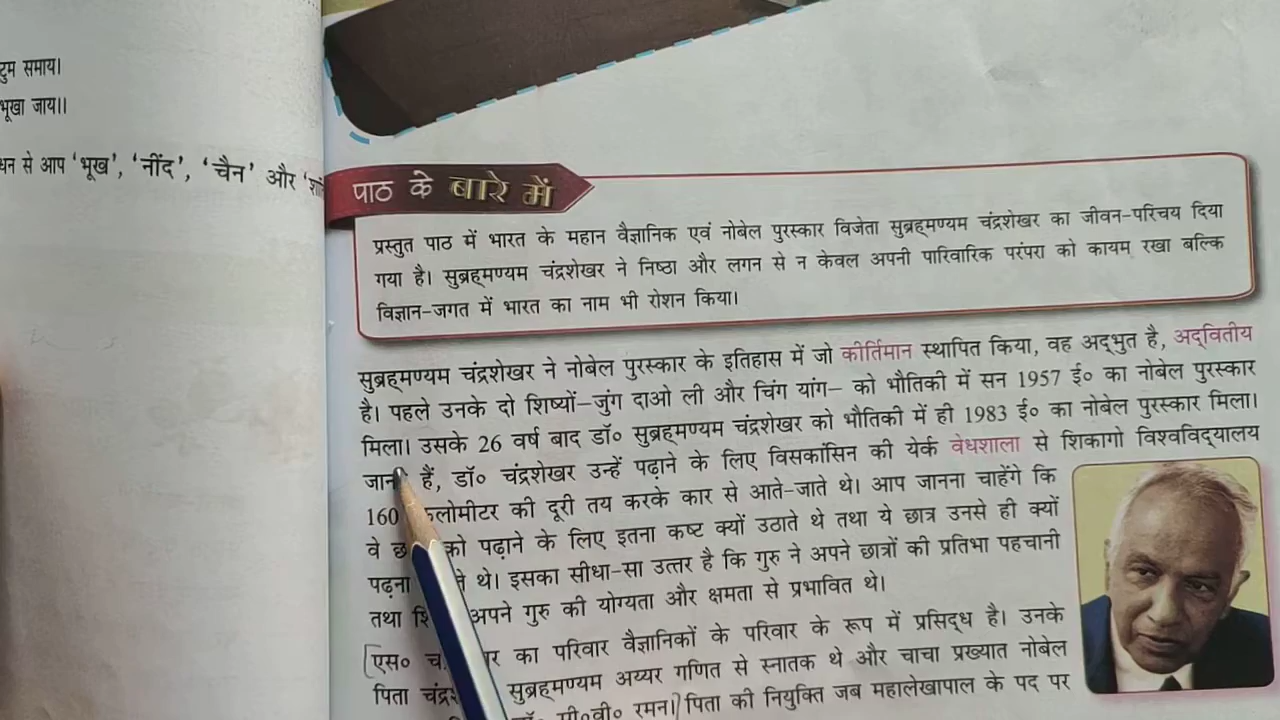 टुम समाय।
भूखा जाय।।
धन से आप ‘भूख’, ‘नींद’, ‘चैन’ और
पाठ के बारे में
प्रस्तुत पाठ में भारत के महान वैज्ञानिक एवं नोबेल पुरस्कार विजेता सुब्रह्मण्यम चंद्रशेखर का जीवन-परिचय दिया
गया है। सुब्रह्मण्यम चंद्रशेखर ने निष्ठा और लगन से न केवल अपनी पारिवारिक परंपरा को कायम रखा बल्कि
विज्ञान-जगत में भारत का नाम भी रोशन किया।
सुब्रह्मण्यम चंद्रशेखर ने नोबेल पुरस्कार के इतिहास में जो कीर्तिमान स्थापित किया, वह अद्भुत है, अद्वितीय
है। पहले उनके दो शिष्यों-जुंग दाओ ली और चिंग यांग- को भौतिकी में सन 1957 ई० का नोबेल पुरस्कार
मिला। उसके 26 वर्ष बाद डॉ० सुब्रह्मण्यम चंद्रशेखर को भौतिकी में ही 1983 ई० का नोबेल पुरस्कार मिला।
जान हैं, डॉ० चंद्रशेखर उन्हें पढ़ाने के लिए विसकांसिन की येर्क वेधशाला से शिकागो विश्वविद्यालय
160 लोमीटर की दूरी तय करके कार से आते-जाते थे। आप जानना चाहेंगे कि
वे को पढ़ाने के लिए इतना कष्ट क्यों उठाते थे तथा ये छात्र उनसे ही क्यों
पढ़ना थे। इसका सीधा-सा उत्तर है कि गुरु ने अपने छात्रों की प्रतिभा पहचानी
तथा अपने गुरु की योग्यता और क्षमता से प्रभावित थे।
[एस० का परिवार वैज्ञानिकों के परिवार के रूप में प्रसिद्ध है। उनके
पिता सुब्रह्मण्यम अय्यर गणित से स्नातक थे और चाचा प्रख्यात नोबेल
सी०वी० रमन।] पिता की नियुक्ति जब महालेखापाल के पद पर